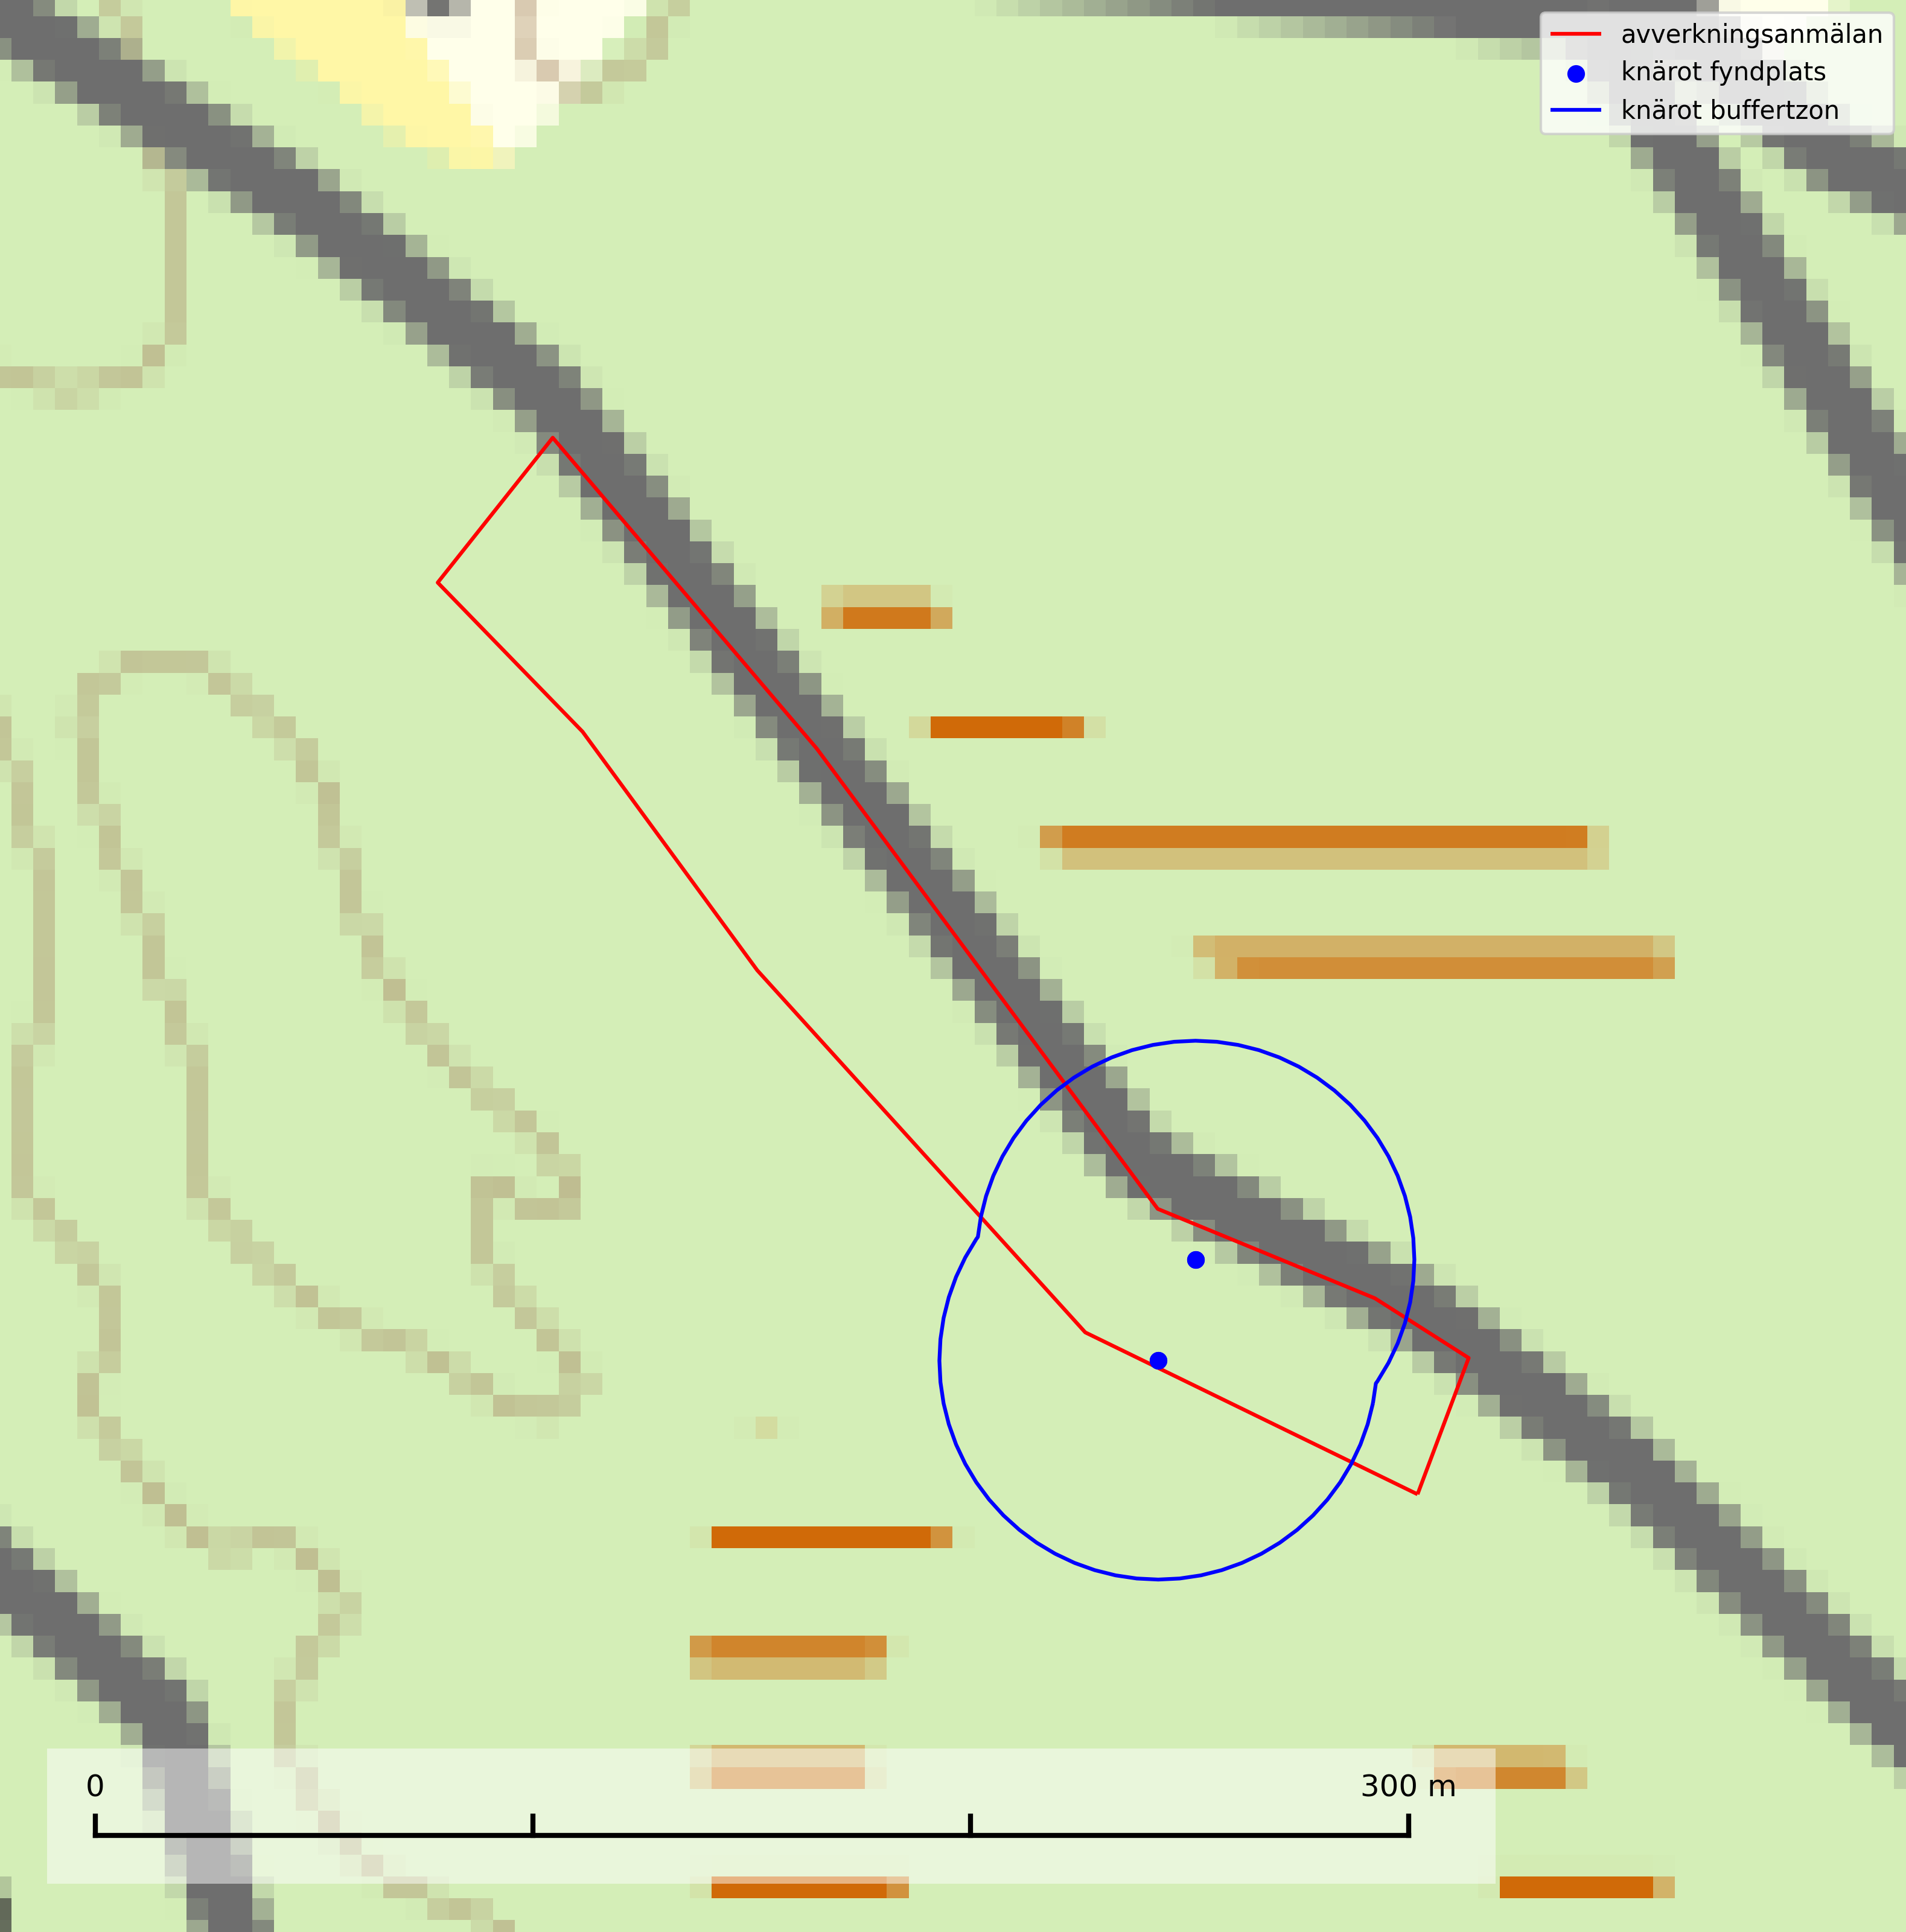 avverkningsanmälan
knärot fyndplats
knärot buffertzon
0
300 m